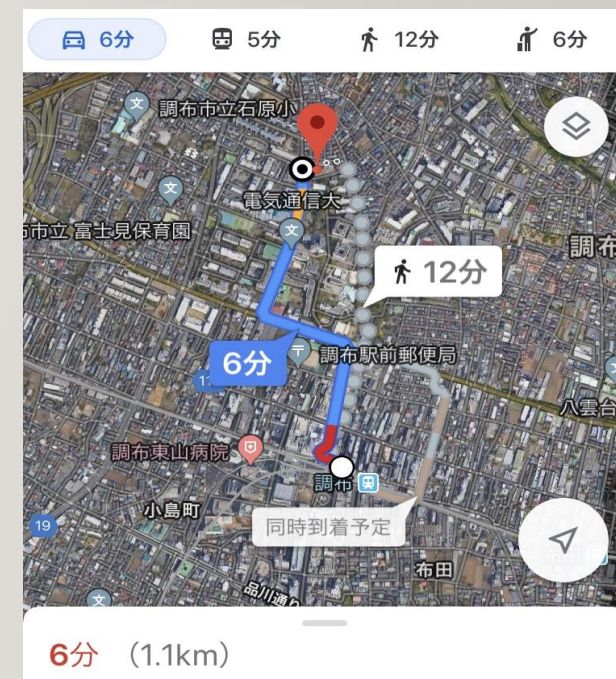 6分 5分 12分 6分
調布市立石原小
電気通信大
市立 富士見保育園
調布
12分
6分
調布駅前郵便局
八雲台
調布東山病院
調布
小島町
同時到着予定
19
布田
品川通り
6分 （1.1km）